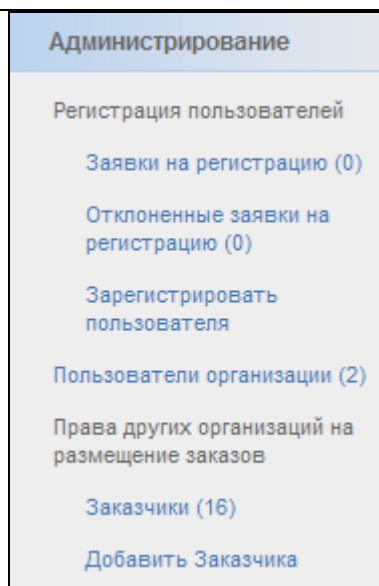 Администрирование
Регистрация пользователей
Заявки на регистрацию (0)
Отклоненные заявки на
регистрацию (0)
Зарегистрировать
пользователя
Пользователи организации (2)
Права других организаций на
размещение заказов
Заказчики (16)
Добавить Заказчика